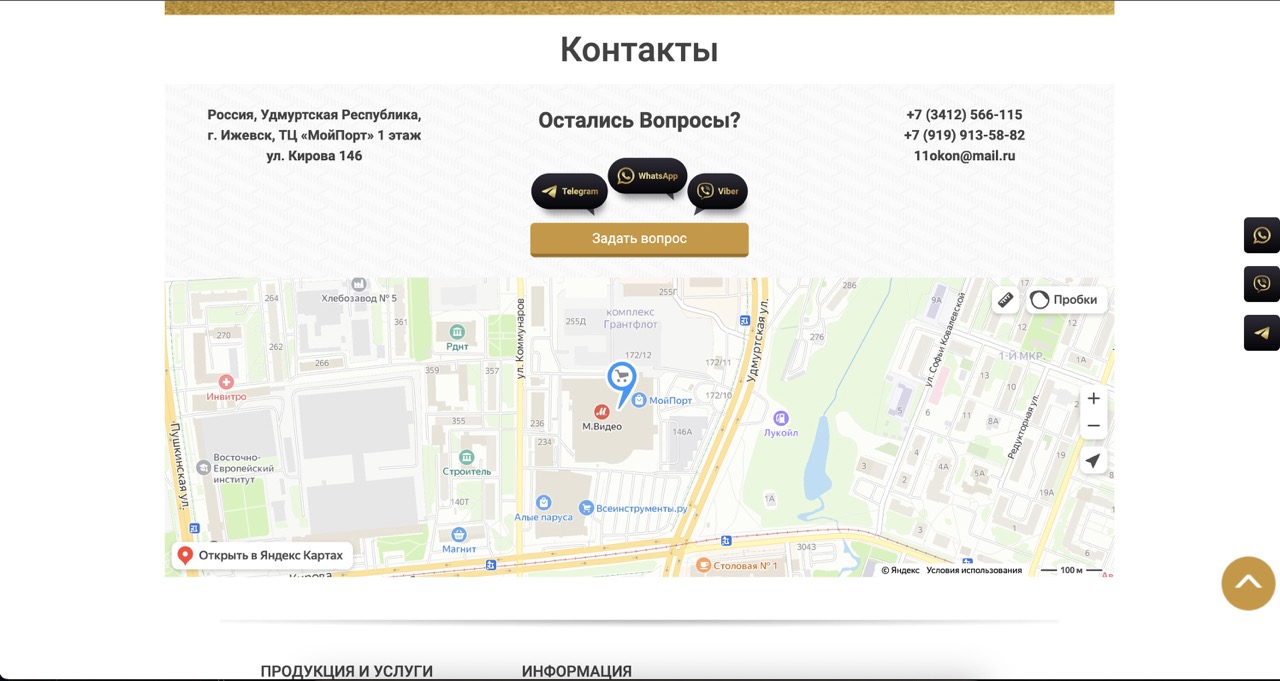 Контакты
Россия, Удмуртская Республика,
г. Ижевск, ТЦ «МойПорт» 1 этаж
ул. Кирова 146
Остались Вопросы?
Telegram
WhatsApp
Viber
Задать вопрос
+7 (3412) 566-115
+7 (919) 913-58-82
11okon@mail.ru
Хлебозавод № 5
264
270
262
266
361
Рднт
359
357
Инвитро
ул. Коммунаров
255Г
255Д
комплекс
Грантфлот
172/12
172/11
172/10
Удмуртская ул.
МойПорт
М.Видео
146А
236
234
355
Строитель
140Т
Пушкинская ул.
Восточно-
Европейский
институт
Алые паруса
Всеинструменты.ру
Магнит
Лукойл
286
276
9А
ул. Софьи Ковалевской
1-Й МКР.
12
1А
Редукторная ул.
5
6
13
8А
3
2
4
4А
5А
19А
1А
3043
Столовая № 1
Кирова
Пробки
+
−
Открыть в Яндекс Картах
© Яндекс Условия использования
100 м
ПРОДУКЦИЯ И УСЛУГИ
ИНФОРМАЦИЯ